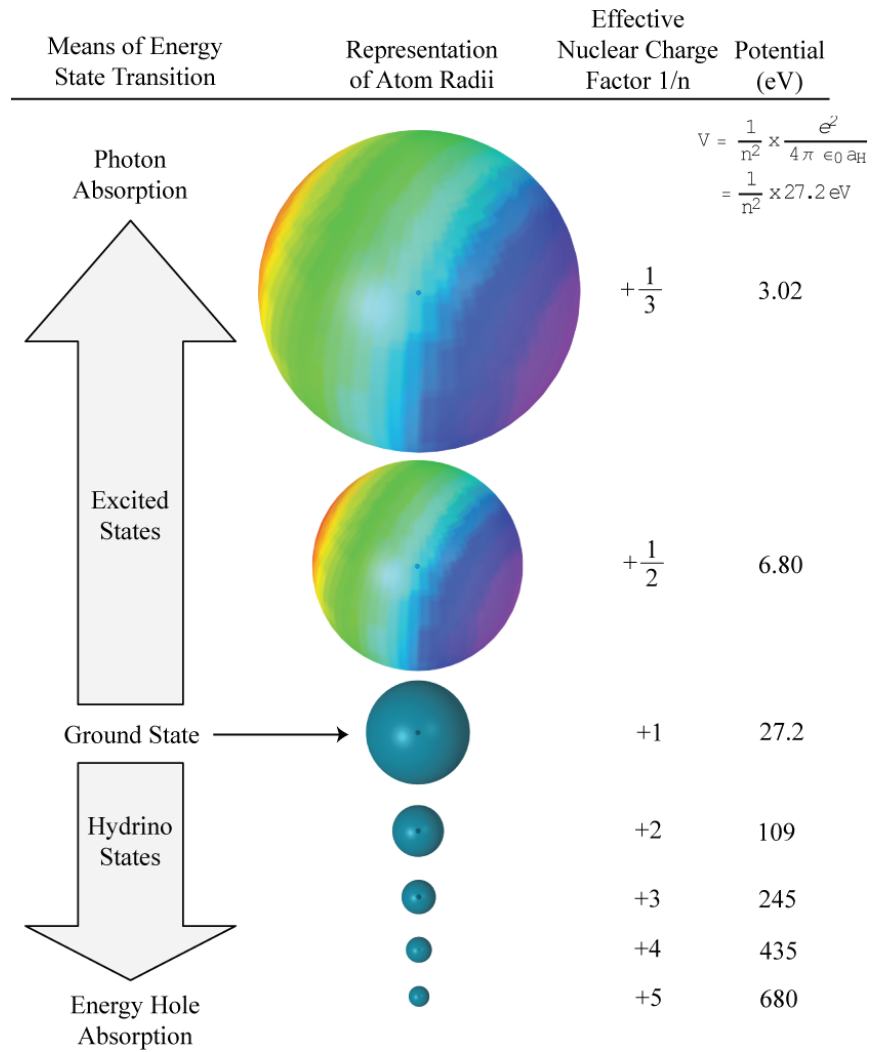 Means of Energy
State Transition
Representation
of Atom Radii
Effective
Nuclear Charge
Factor 1/n
Potential
(eV)
V = 1/n² x e²/4π ϵ₀ a_H
= 1/n² x 27.2 eV
Photon
Absorption
+ 1/3
3.02
Excited
States
+ 1/2
6.80
Ground State
+1
27.2
Hydrino
States
+2
109
+3
245
+4
435
+5
680
Energy Hole
Absorption